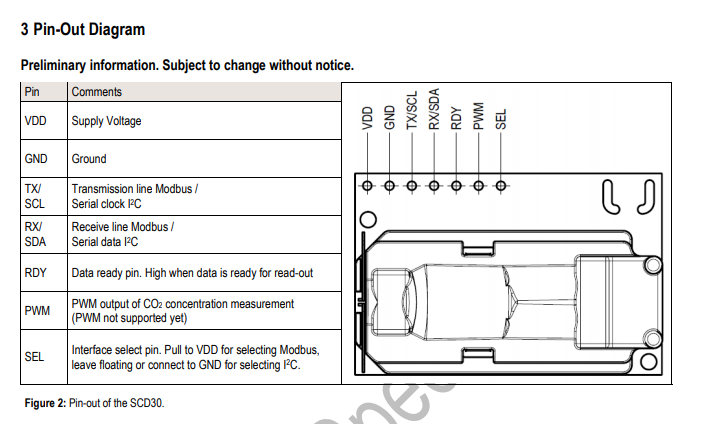 3 Pin-Out Diagram
Preliminary information. Subject to change without notice.
Pin Comments
VDD Supply Voltage
GND Ground
TX/
SCL
Transmission line Modbus /
Serial clock I²C
RX/
SDA
Receive line Modbus /
Serial data I²C
RDY Data ready pin. High when data is ready for read-out
PWM
PWM output of CO₂ concentration measurement
(PWM not supported yet)
SEL
Interface select pin. Pull to VDD for selecting Modbus,
leave floating or connect to GND for selecting I²C.
VDD
GND
TX/SCL
RX/SDA
RDY
PWM
SEL
Figure 2: Pin-out of the SCD30.